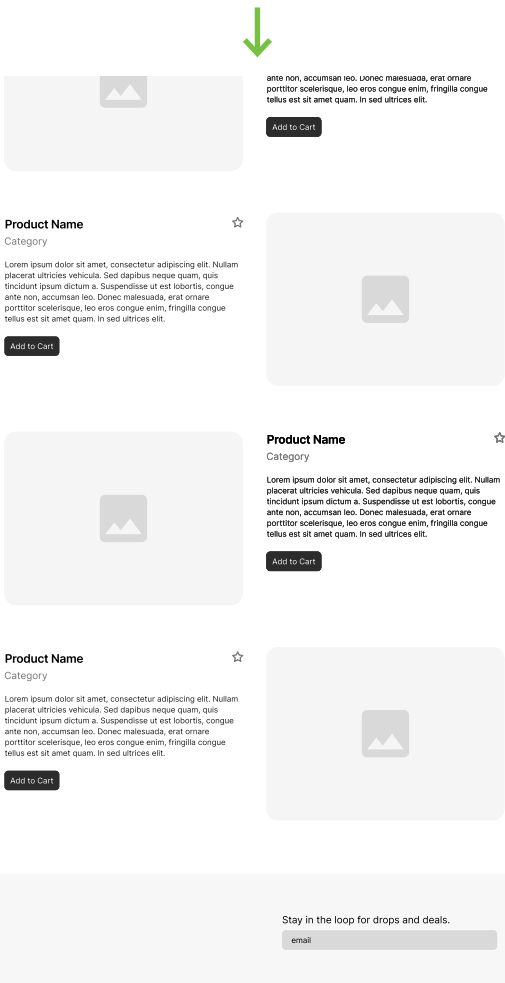 ante non, accumsan leo. Donec malesuada, erat ornare
porttitor scelerisque, leo eros congue enim, fringilla congue
tellus est sit amet quam. In sed ultrices elit.
Add to Cart
Product Name
Category
Lorem ipsum dolor sit amet, consectetur adipiscing elit. Nullam
placerat ultricies vehicula. Sed dapibus neque quam, quis
tincidunt ipsum dictum a. Suspendisse ut est lobortis, congue
ante non, accumsan leo. Donec malesuada, erat ornare
porttitor scelerisque, leo eros congue enim, fringilla congue
tellus est sit amet quam. In sed ultrices elit.
Add to Cart
Product Name
Category
Lorem ipsum dolor sit amet, consectetur adipiscing elit. Nullam
placerat ultricies vehicula. Sed dapibus neque quam, quis
tincidunt ipsum dictum a. Suspendisse ut est lobortis, congue
ante non, accumsan leo. Donec malesuada, erat ornare
porttitor scelerisque, leo eros congue enim, fringilla congue
tellus est sit amet quam. In sed ultrices elit.
Add to Cart
Product Name
Category
Lorem ipsum dolor sit amet, consectetur adipiscing elit. Nullam
placerat ultricies vehicula. Sed dapibus neque quam, quis
tincidunt ipsum dictum a. Suspendisse ut est lobortis, congue
ante non, accumsan leo. Donec malesuada, erat ornare
porttitor scelerisque, leo eros congue enim, fringilla congue
tellus est sit amet quam. In sed ultrices elit.
Add to Cart
Stay in the loop for drops and deals.
email